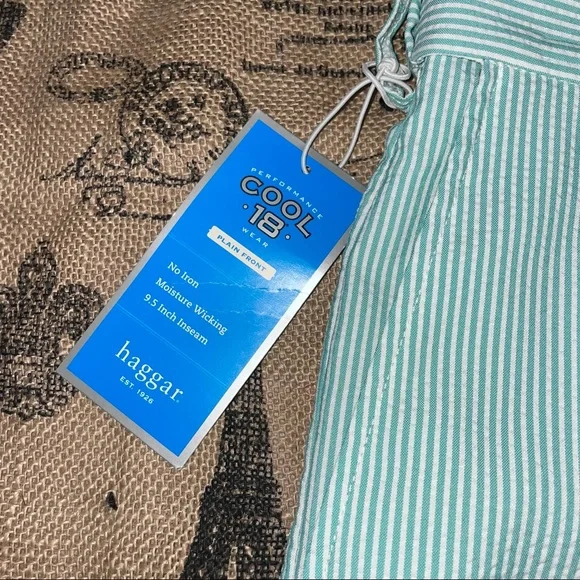 PERFORMANCE
COOL
·18·
WEAR
PLAIN FRONT
No Iron
Moisture Wicking
9.5 Inch Inseam
haggar
EST. 1926